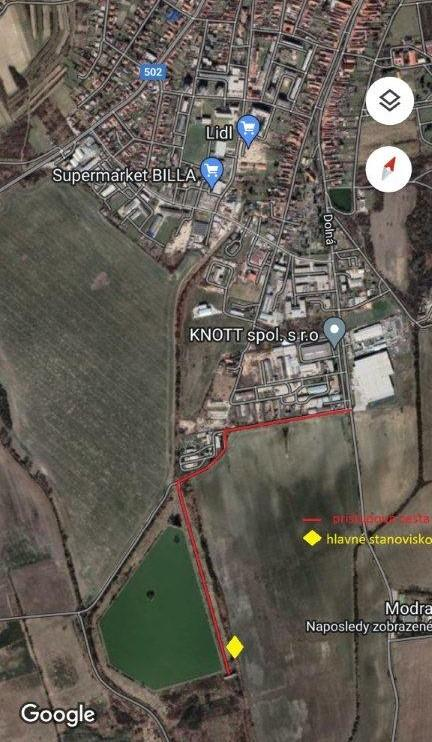 502
Lidl
Supermarket BILLA
Dolná
KNOTT spol. s r.o
prístupová cesta
hlavné stanovisko
Modra
Naposledy zobrazené
Google